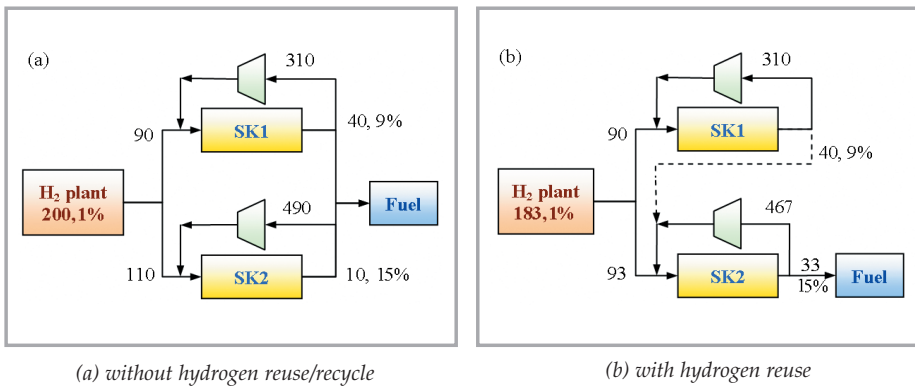 (a)
310
90
SK1
40, 9%
H₂ plant
200, 1%
490
Fuel
110
SK2
10, 15%
(a) without hydrogen reuse/recycle
(b)
310
90
SK1
40, 9%
H₂ plant
183, 1%
467
93
SK2
33
15%
Fuel
(b) with hydrogen reuse